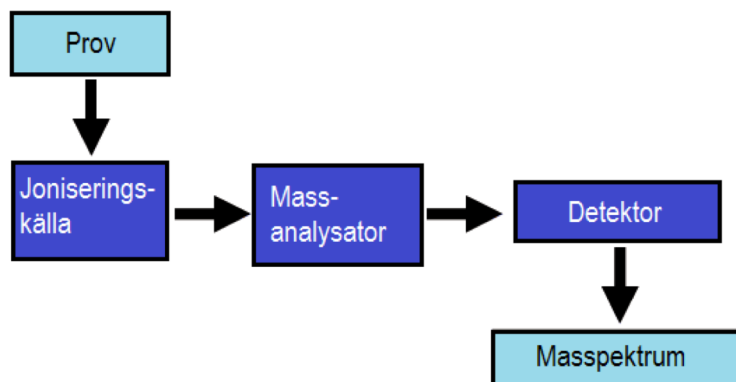 Prov
Joniserings-
källa
Mass-
analysator
Detektor
Masspektrum